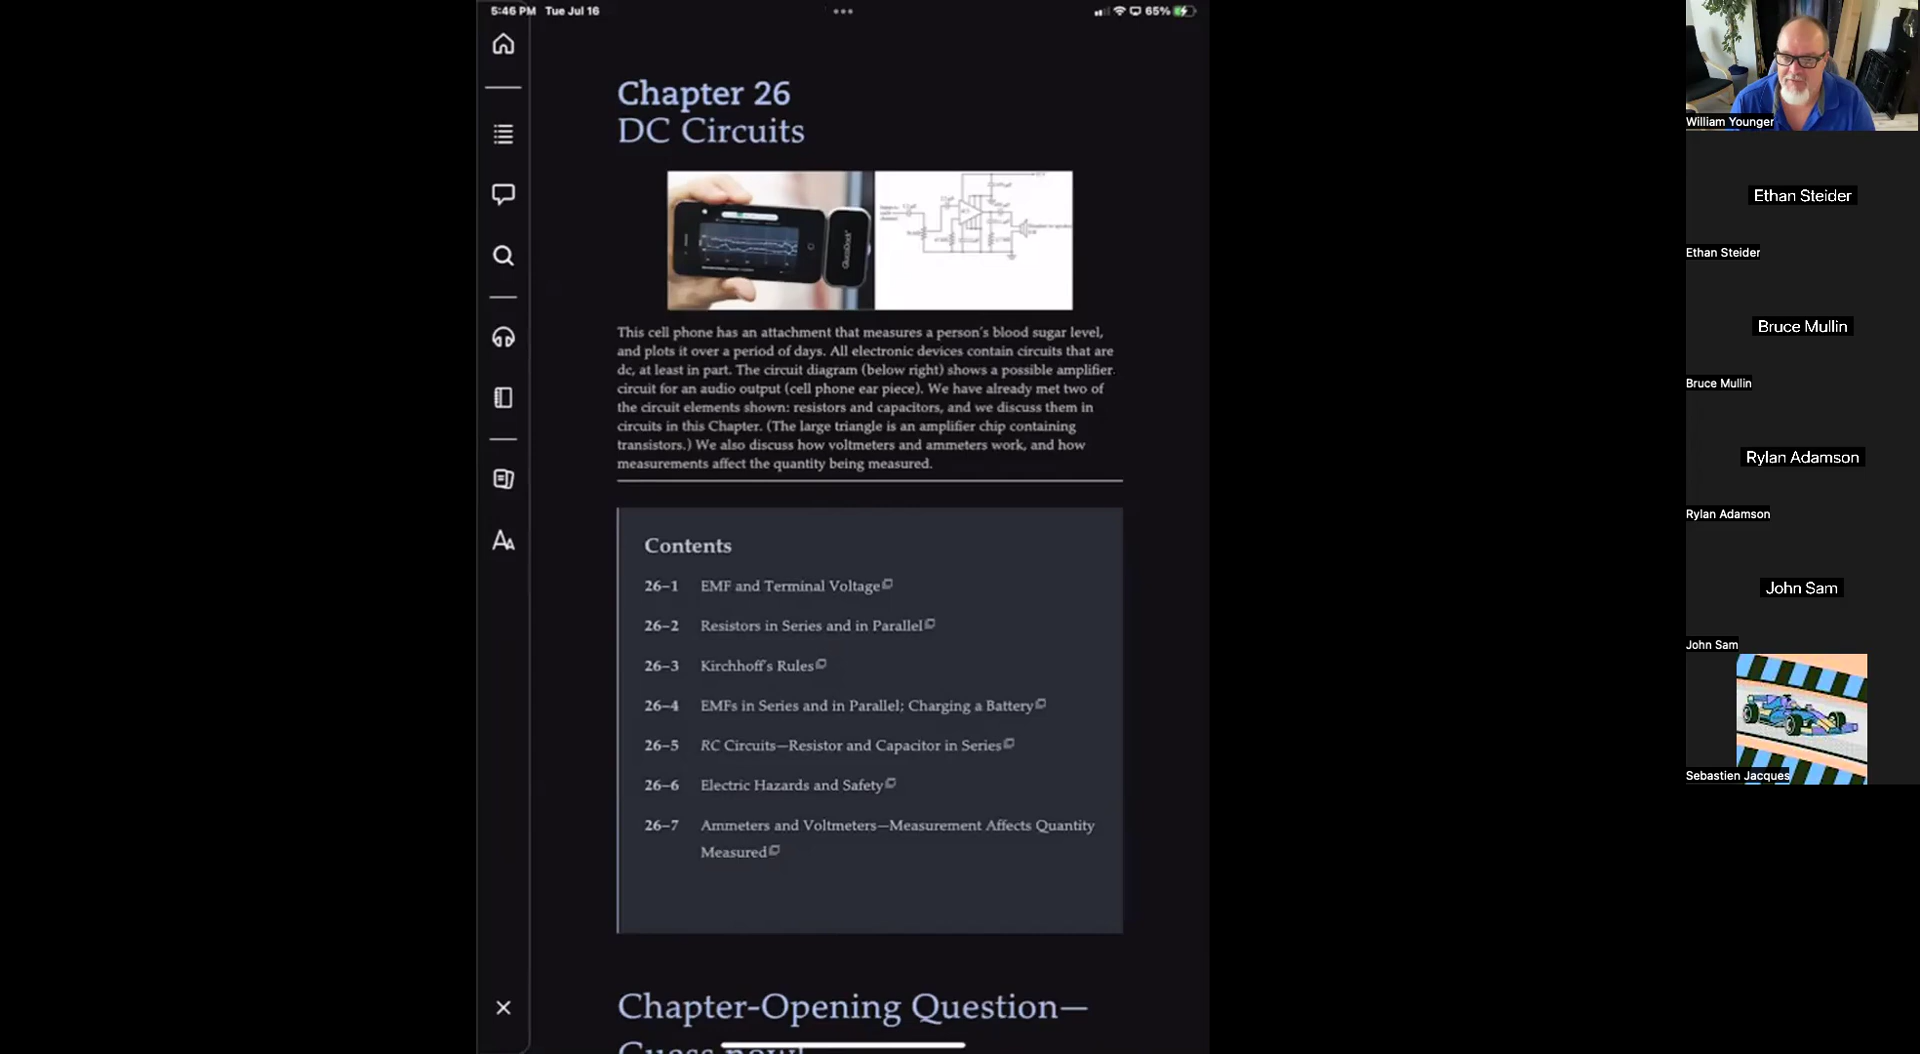 5:46 PM Tue Jul 16
65%
Chapter 26
DC Circuits
GlucoDock
This cell phone has an attachment that measures a person's blood sugar level,
and plots it over a period of days. All electronic devices contain circuits that are
dc, at least in part. The circuit diagram (below right) shows a possible amplifier
circuit for an audio output (cell phone ear piece). We have already met two of
the circuit elements shown: resistors and capacitors, and we discuss them in
circuits in this Chapter. (The large triangle is an amplifier chip containing
transistors.) We also discuss how voltmeters and ammeters work, and how
measurements affect the quantity being measured.
Contents
26–1 EMF and Terminal Voltage
26–2 Resistors in Series and in Parallel
26–3 Kirchhoff's Rules
26–4 EMFs in Series and in Parallel; Charging a Battery
26–5 RC Circuits—Resistor and Capacitor in Series
26–6 Electric Hazards and Safety
26–7 Ammeters and Voltmeters—Measurement Affects Quantity
Measured
Chapter-Opening Question—
Guess now!
William Younger
Ethan Steider
Ethan Steider
Bruce Mullin
Bruce Mullin
Rylan Adamson
Rylan Adamson
John Sam
John Sam
Sebastien Jacques